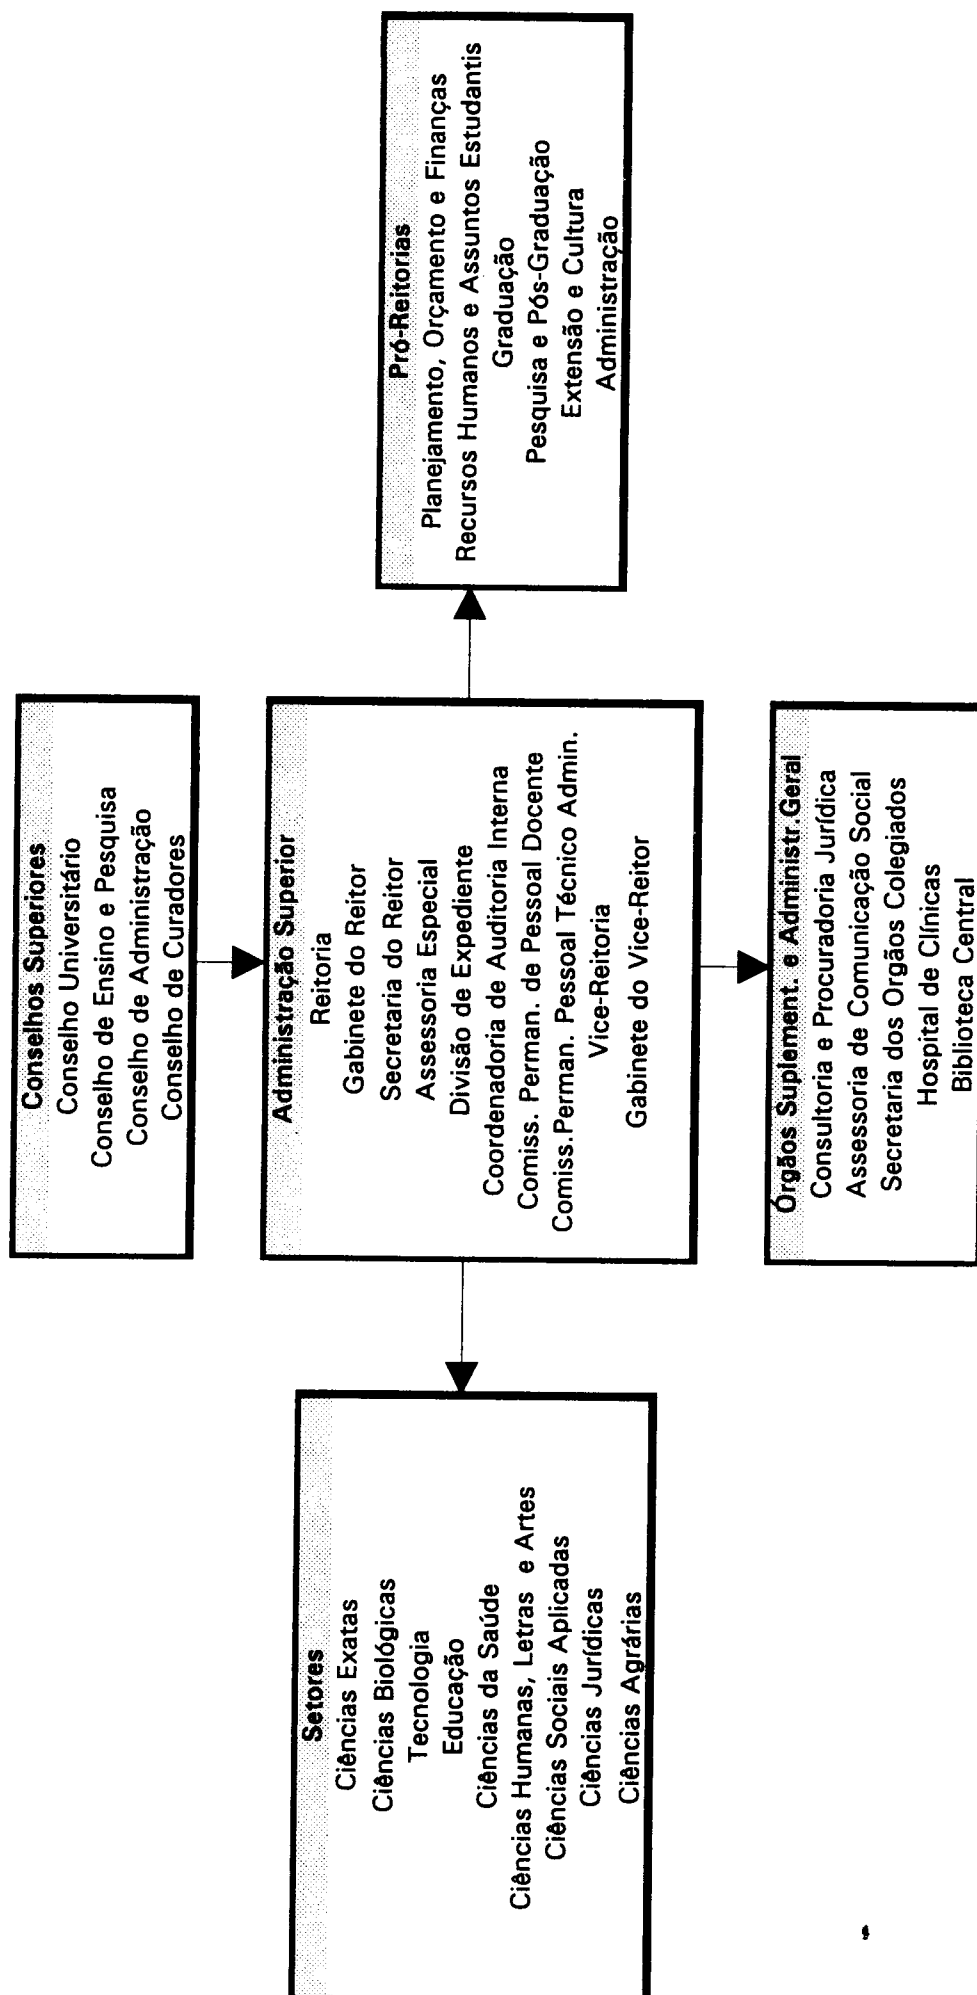 Conselhos Superiores
Conselho Universitário
Conselho de Ensino e Pesquisa
Conselho de Administração
Conselho de Curadores
Setores
Ciências Exatas
Ciências Biológicas
Tecnologia
Educação
Ciências da Saúde
Ciências Humanas, Letras e Artes
Ciências Sociais Aplicadas
Ciências Jurídicas
Ciências Agrárias
Administração Superior
Reitoria
Gabinete do Reitor
Secretaria do Reitor
Assessoria Especial
Divisão de Expediente
Coordenadoria de Auditoria Interna
Comiss. Perman. de Pessoal Docente
Comiss.Perman. Pessoal Técnico Admin.
Vice-Reitoria
Gabinete do Vice-Reitor
Pró-Reitorias
Planejamento, Orçamento e Finanças
Recursos Humanos e Assuntos Estudantis
Graduação
Pesquisa e Pós-Graduação
Extensão e Cultura
Administração
Órgãos Suplement. e Administr.Geral
Consultoria e Procuradoria Jurídica
Assessoria de Comunicação Social
Secretaria dos Orgãos Colegiados
Hospital de Clínicas
Biblioteca Central